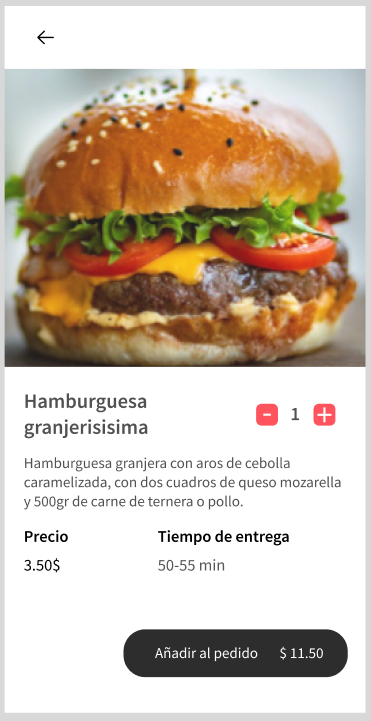 Hamburguesa
granjerisisima
- 1 +
Hamburguesa granjera con aros de cebolla
caramelizada, con dos cuadros de queso mozarella
y 500gr de carne de ternera o pollo.
Precio Tiempo de entrega
3.50$ 50-55 min
Añadir al pedido $ 11.50